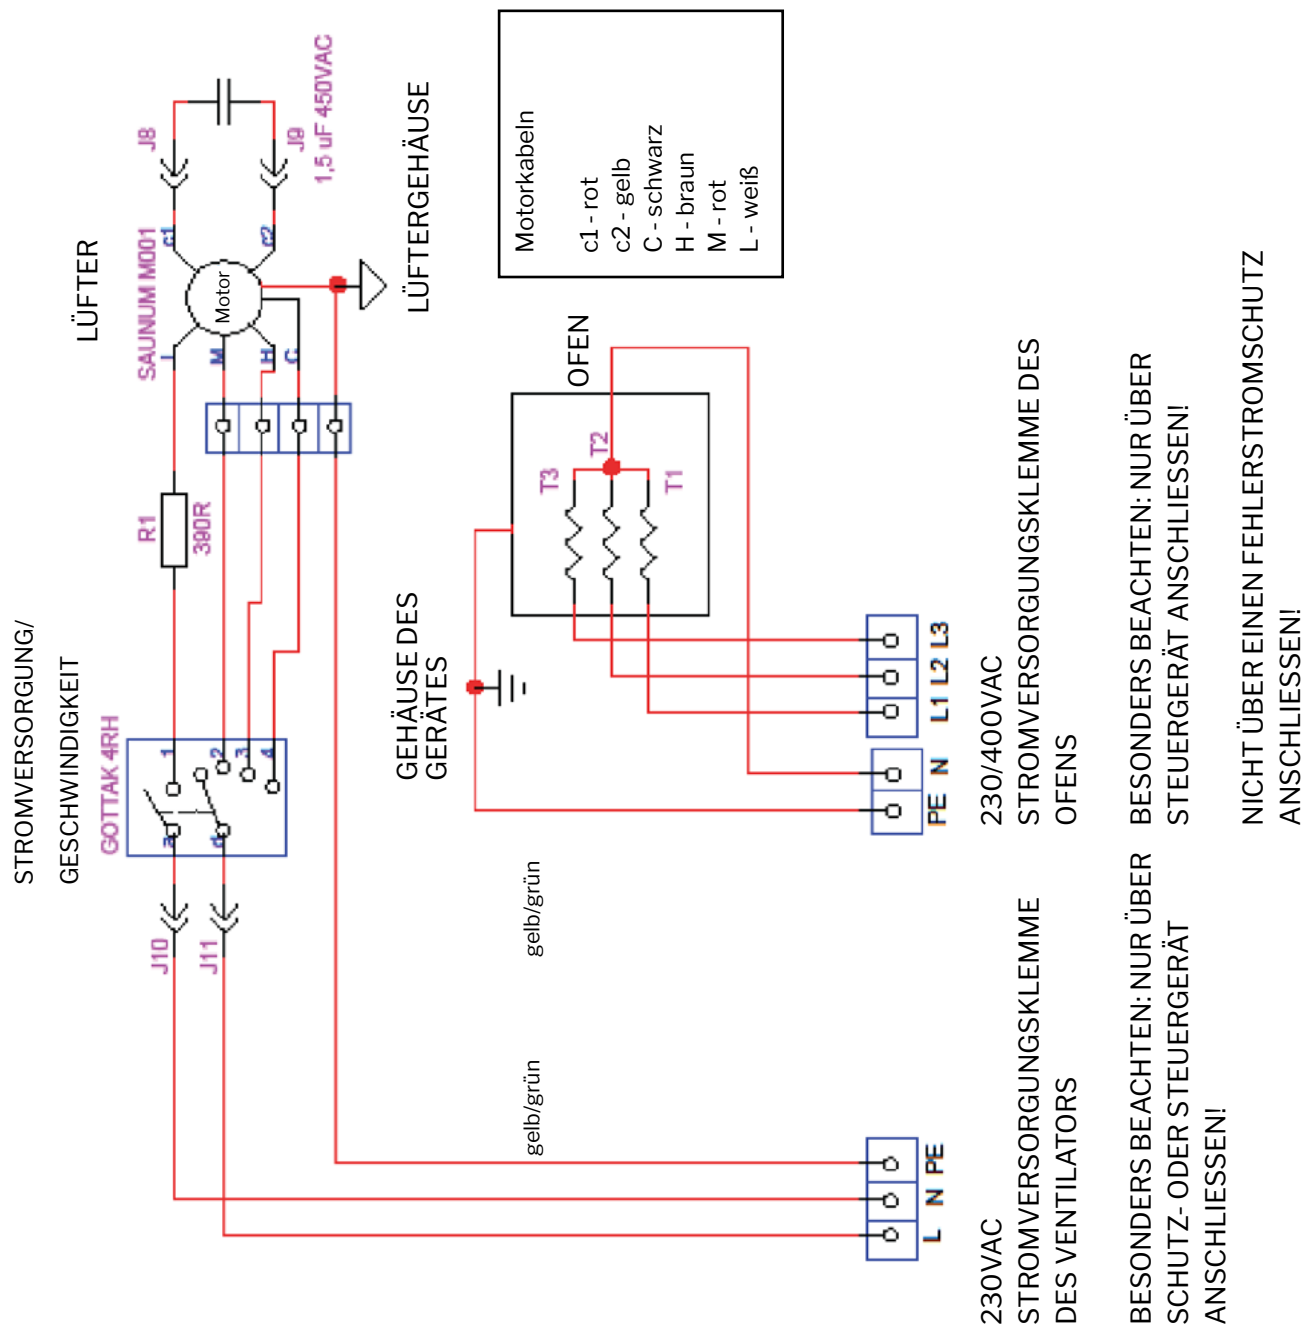 STROMVERSORGUNG/
GESCHWINDIGKEIT
GOTTAK 4RH
LÜFTER
SAUNUM M001
J10
J11
a
d
1
2
3
4
R1
390R
L
M
H
C
Motor
c1
c2
J8
J9
1,5 uF 450VAC
LÜFTERGEHÄUSE
GEHÄUSE DES
GERÄTES
gelb/grün
gelb/grün
OFEN
T3
T2
T1
Motorkabeln
c1 - rot
c2 - gelb
C - schwarz
H - braun
M - rot
L - weiß
L N PE
PE N L1 L2 L3
230VAC
STROMVERSORGUNGSKLEMME
DES VENTILATORS
BESONDERS BEACHTEN: NUR ÜBER
SCHUTZ- ODER STEUERGERÄT
ANSCHLIESSEN!
230/400VAC
STROMVERSORGUNGSKLEMME DES
OFENS
BESONDERS BEACHTEN: NUR ÜBER
STEUERGERÄT ANSCHLIESSEN!
NICHT ÜBER EINEN FEHLERSTROMSCHUTZ
ANSCHLIESSEN!